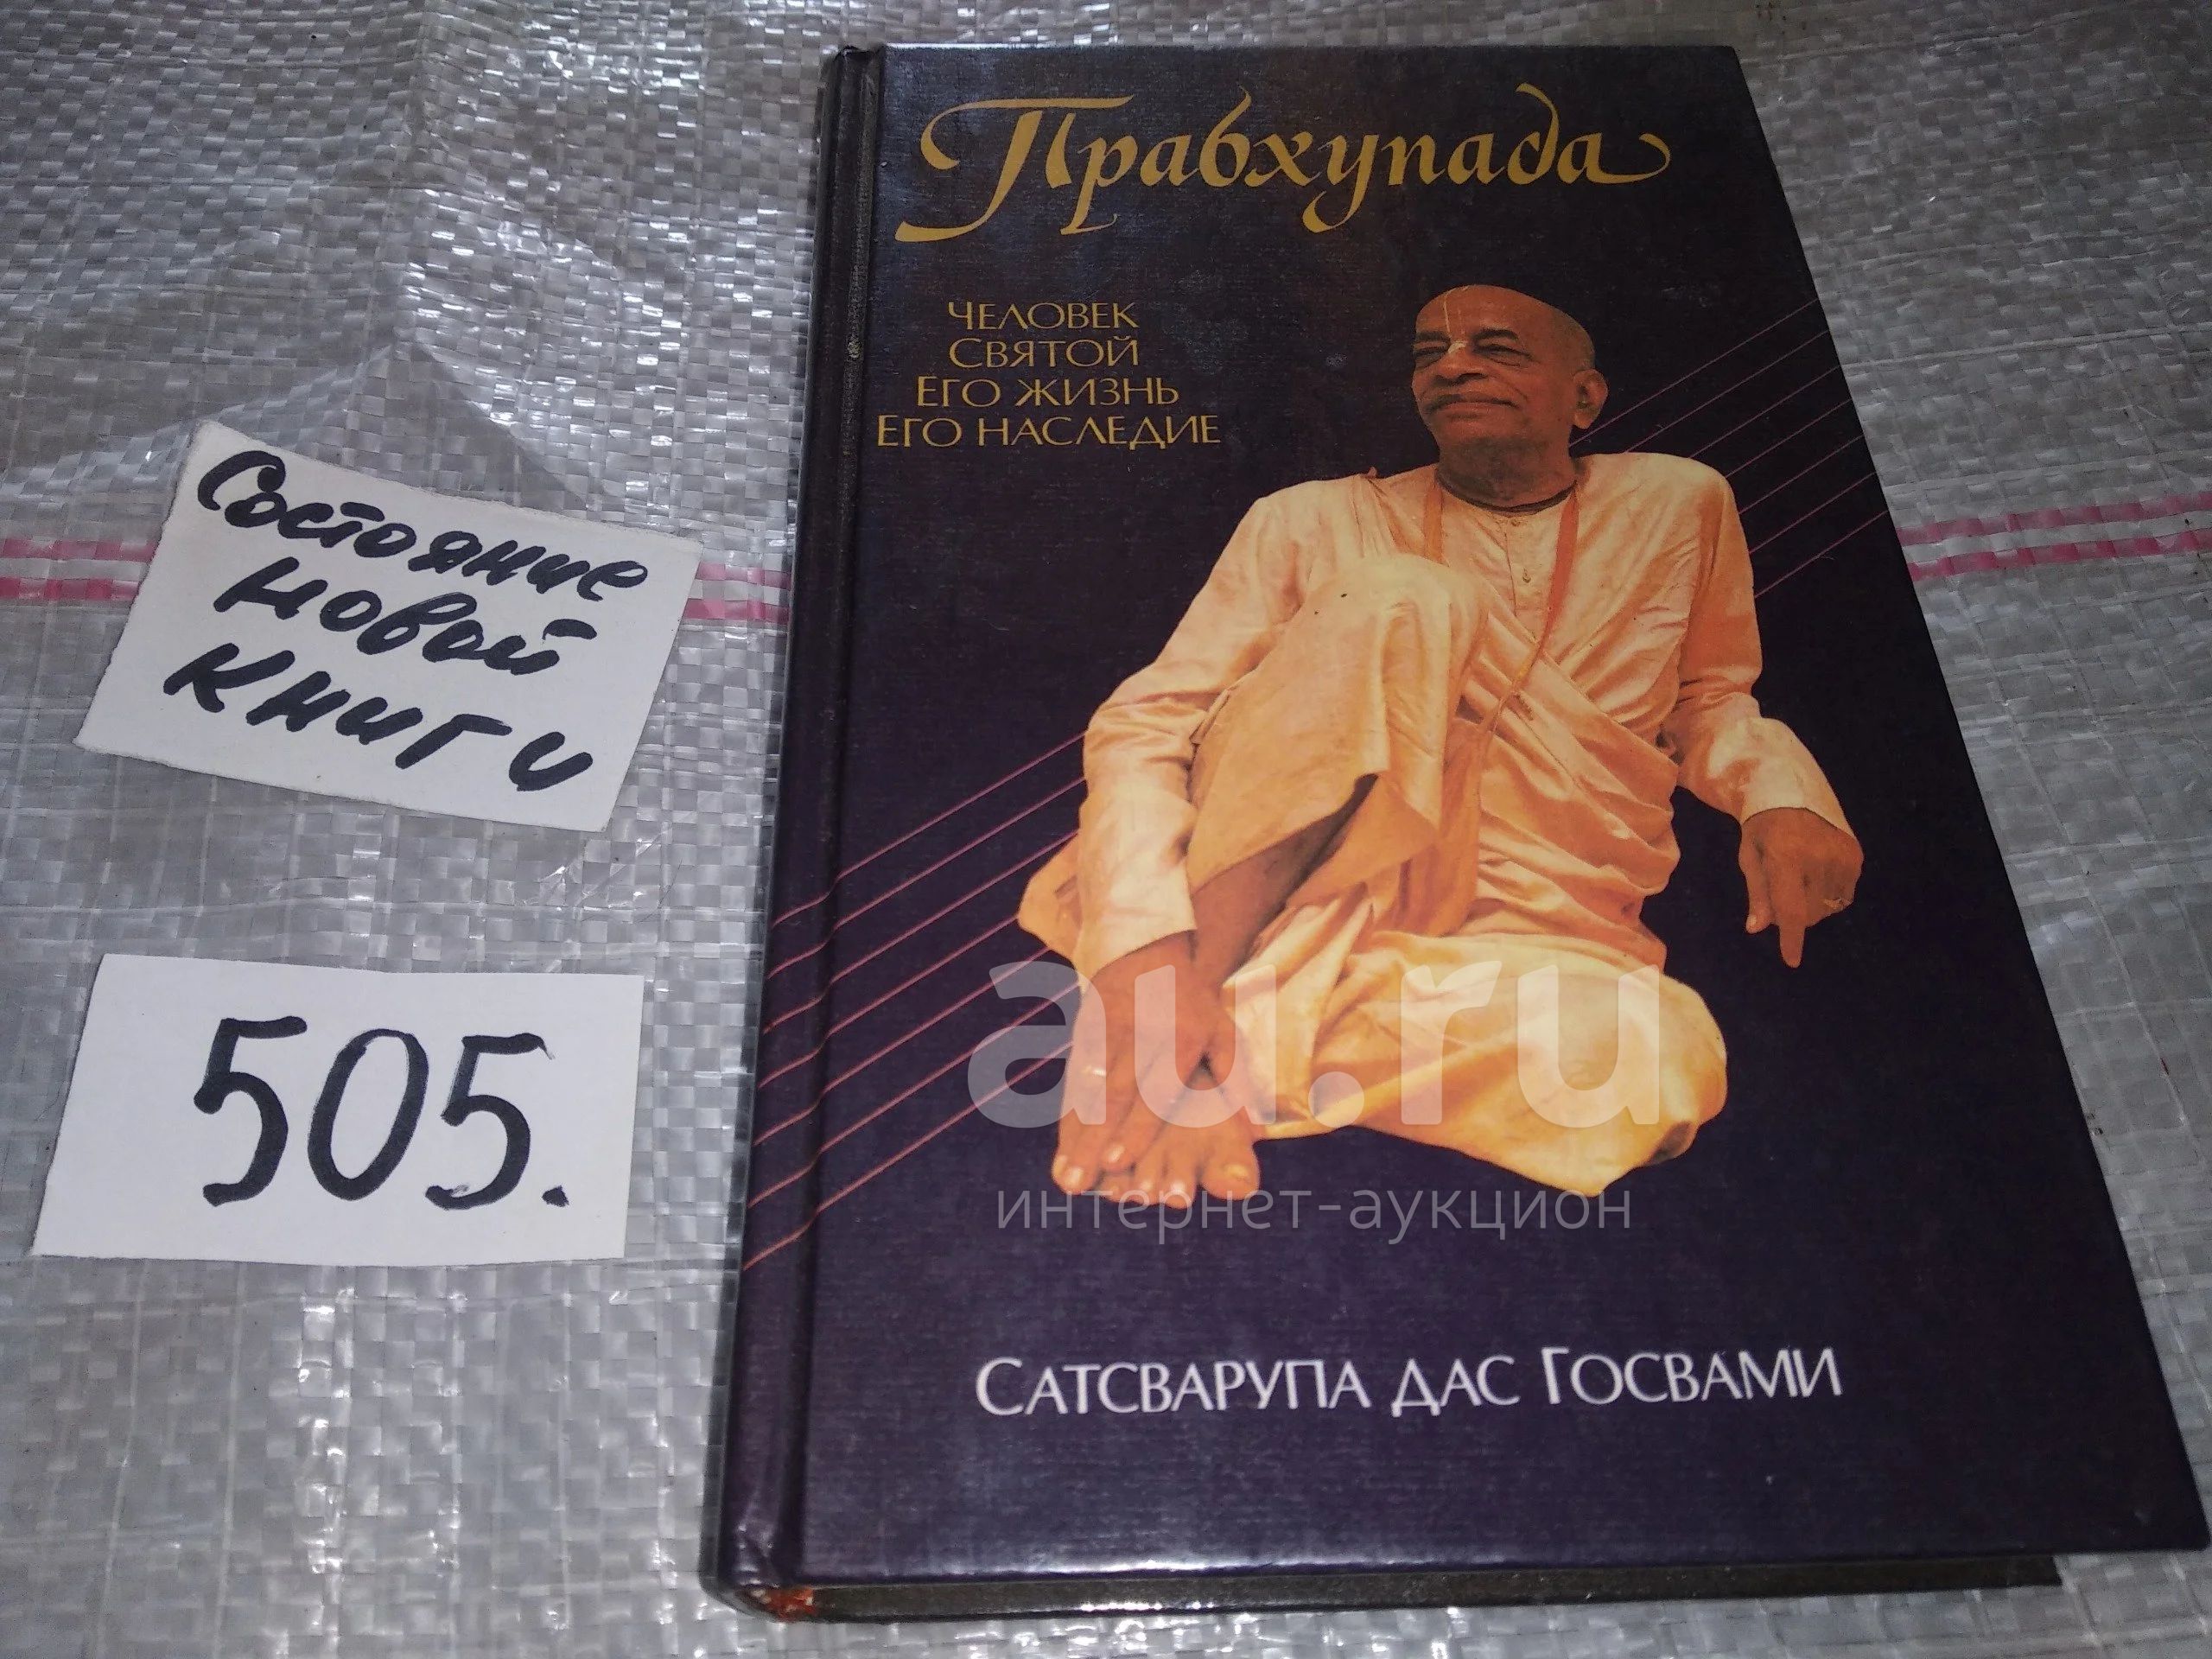 Прабхупада
ЧЕЛОВЕК
СВЯТОЙ
ЕГО ЖИЗНЬ
ЕГО НАСЛЕДИЕ
Состояние
новой
книги
505.
au.ru
интернет-аукцион
САТСВАРУПА ДАС ГОСВАМИ